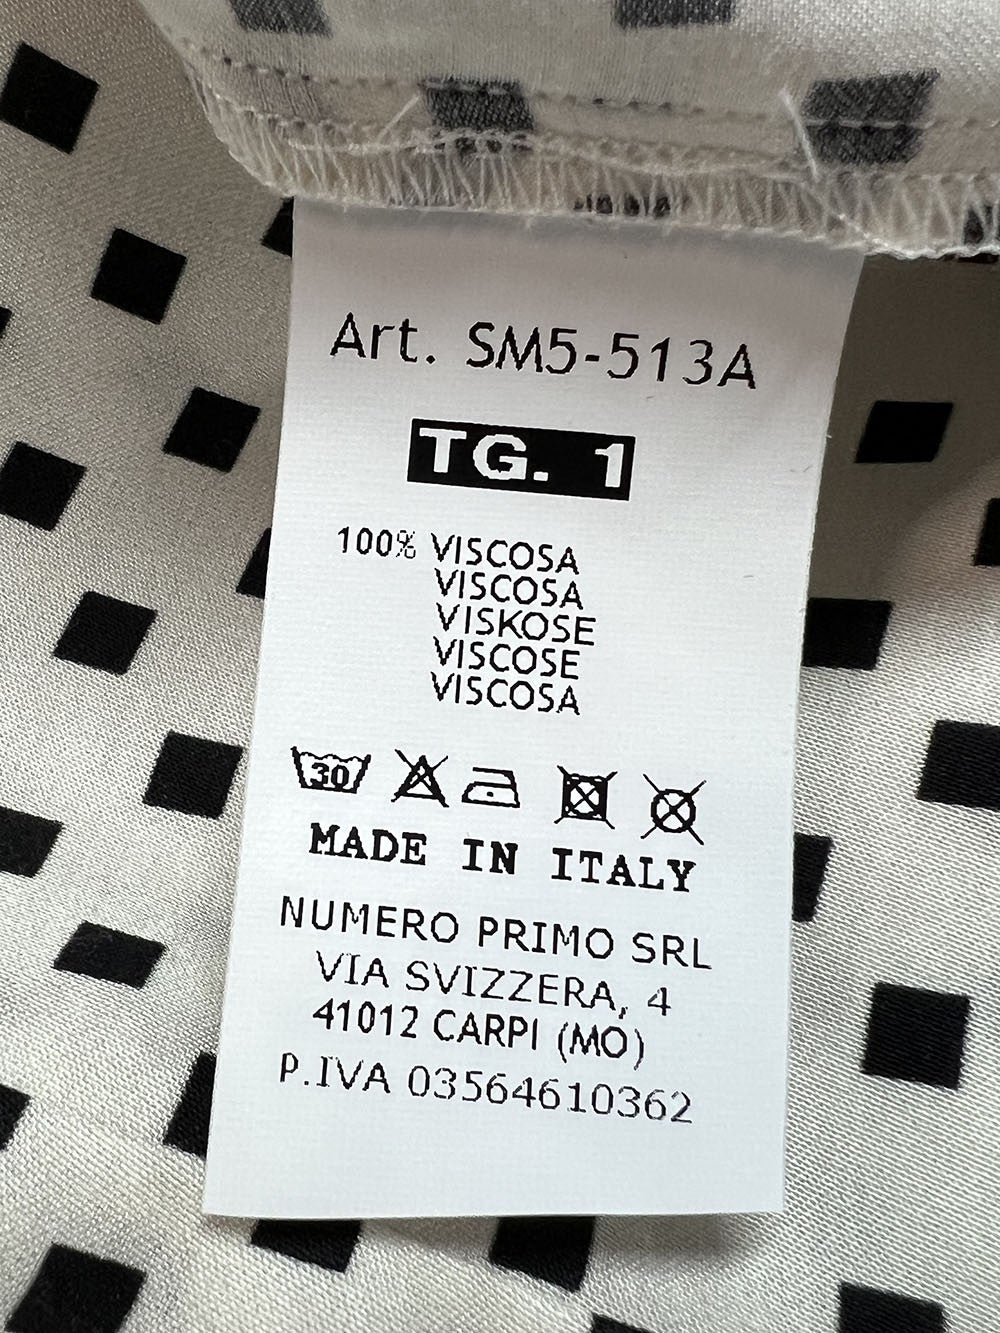 Art. SM5-513A
TG. 1
100% VISCOSA
VISCOSA
VISKOSE
VISCOSE
VISCOSA
30
MADE IN ITALY
NUMERO PRIMO SRL
VIA SVIZZERA, 4
41012 CARPI (MO)
P.IVA 03564610362